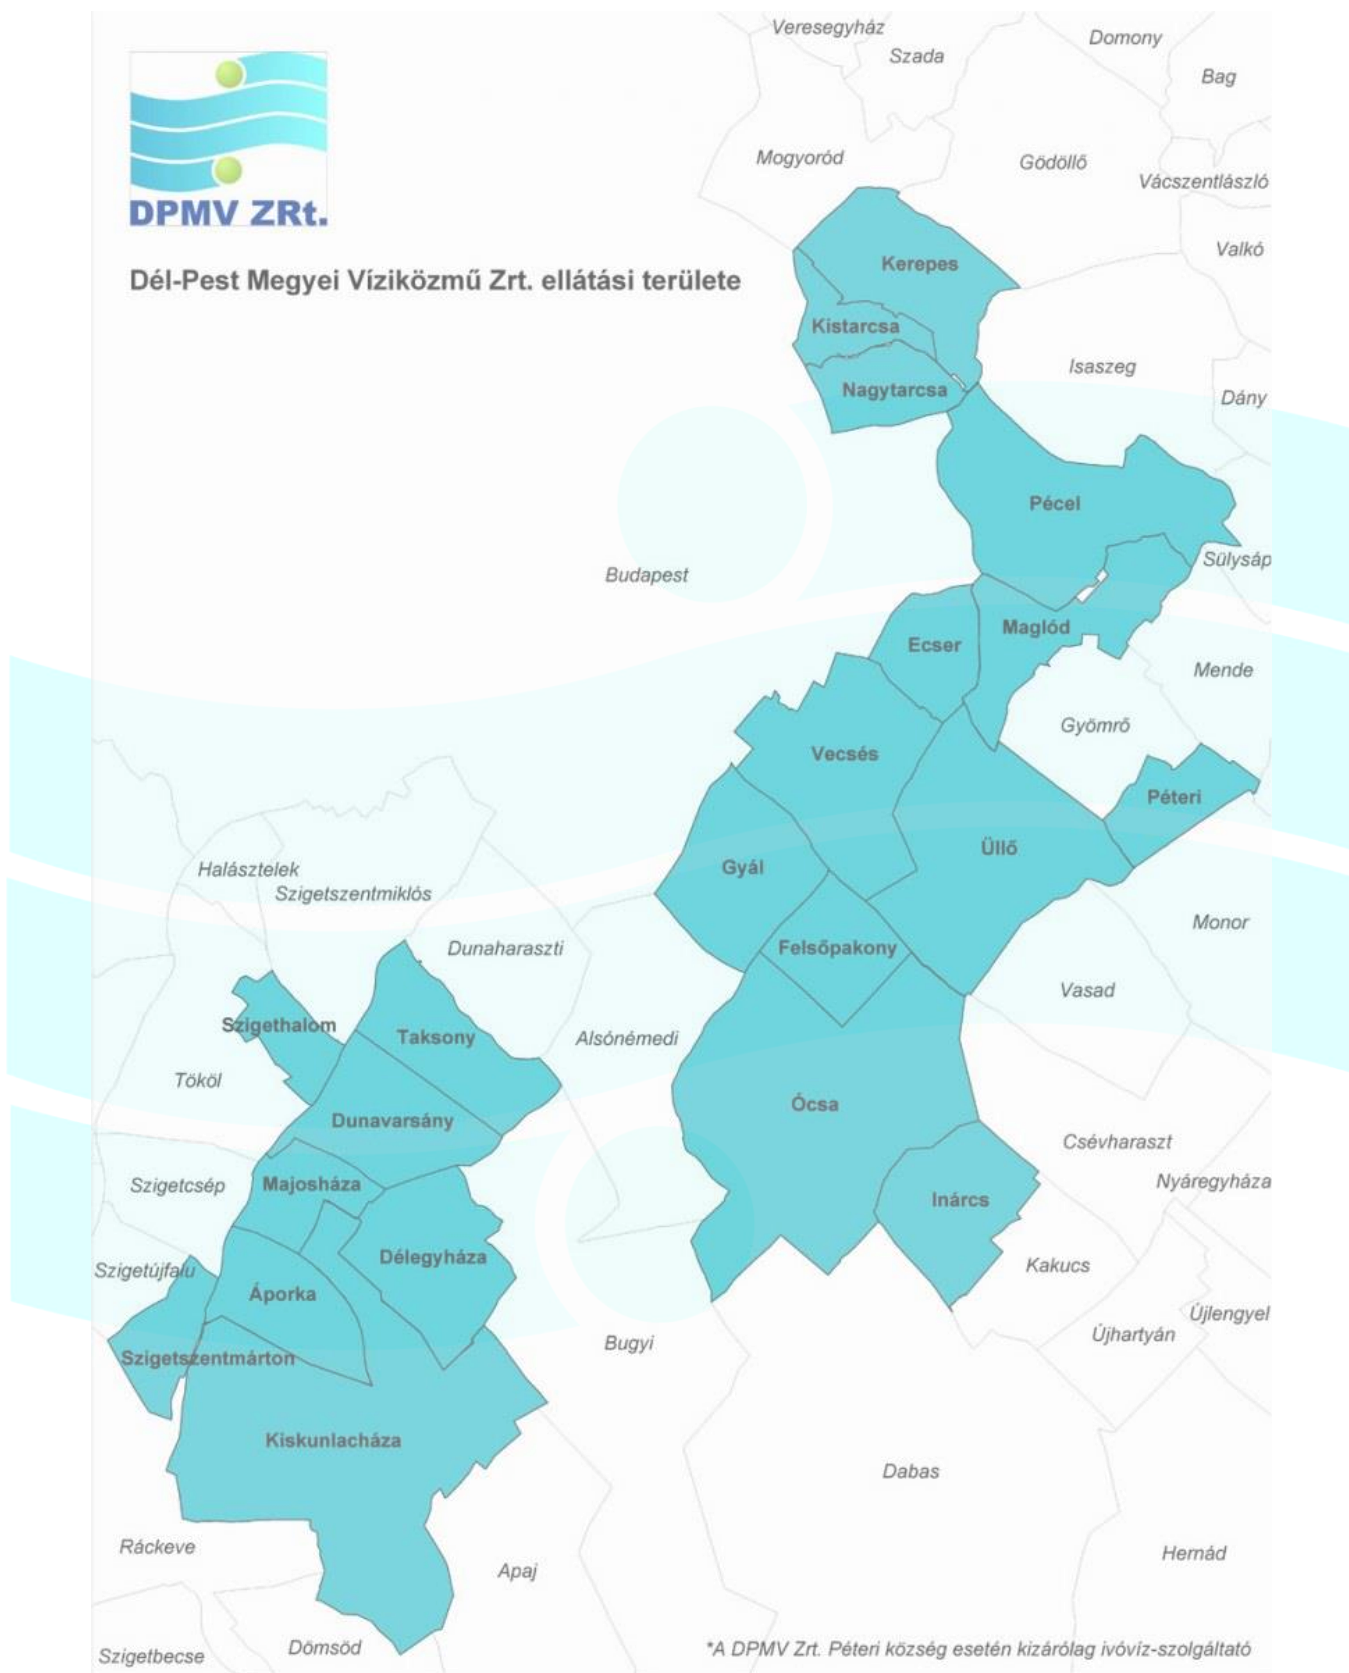 Veresegyház
Szada
Domony
Bag
DPMV ZRt.
Mogyoród
Gödöllő
Vácszentlászló
Valkó
Dél-Pest Megyei Víziközmű Zrt. ellátási területe
Kerepes
Kistarcsa
Isaszeg
Nagytarcsa
Dány
Pécel
Budapest
Sülysáp
Maglód
Ecser
Mende
Gyömrő
Vecsés
Péteri
Üllő
Gyál
Halásztelek
Szigetszentmiklós
Monor
Dunaharaszti
Felsőpakony
Vasad
Szigethalom
Taksony
Alsónémedi
Tököl
Ócsa
Dunavarsány
Csévharaszt
Majosháza
Szigetcsép
Nyáregyháza
Inárcs
Délegyháza
Kakucs
Szigetújfalu
Áporka
Újlengyel
Újhartyán
Bugyi
Szigetszentmárton
Kiskunlacháza
Dabas
Ráckeve
Hernád
Apaj
Dömsöd
Szigetbecse
*A DPMV Zrt. Péteri község esetén kizárólag ivóvíz-szolgáltató